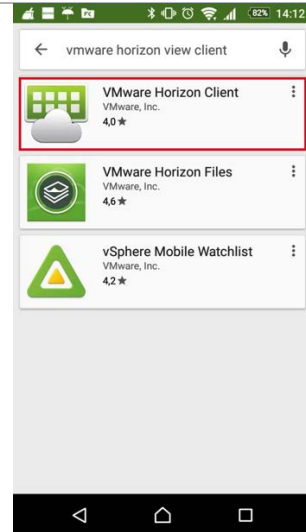 82% 14:12
vmware horizon view client
VMware Horizon Client
VMware, Inc.
4,0 ★
VMware Horizon Files
VMware, Inc.
4,6 ★
vSphere Mobile Watchlist
VMware, Inc.
4,2 ★